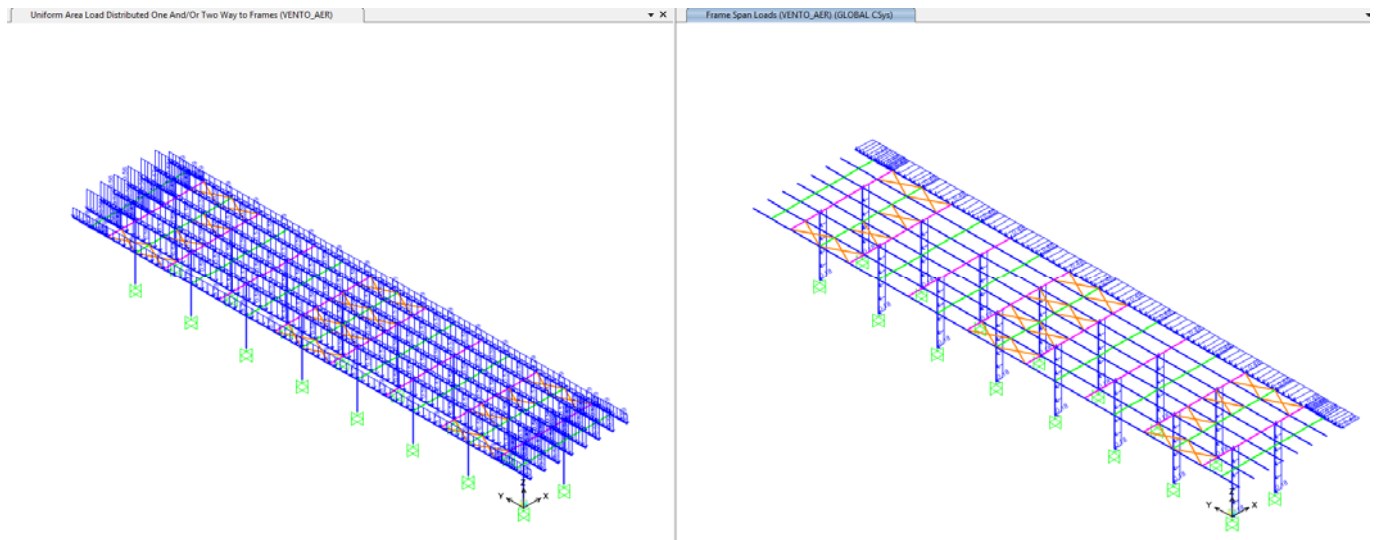 Uniform Area Load Distributed One And/Or Two Way to Frames (VENTO_AER)
Frame Span Loads (VENTO_AER) (GLOBAL CSys)
Z
Y X
Z
Y X